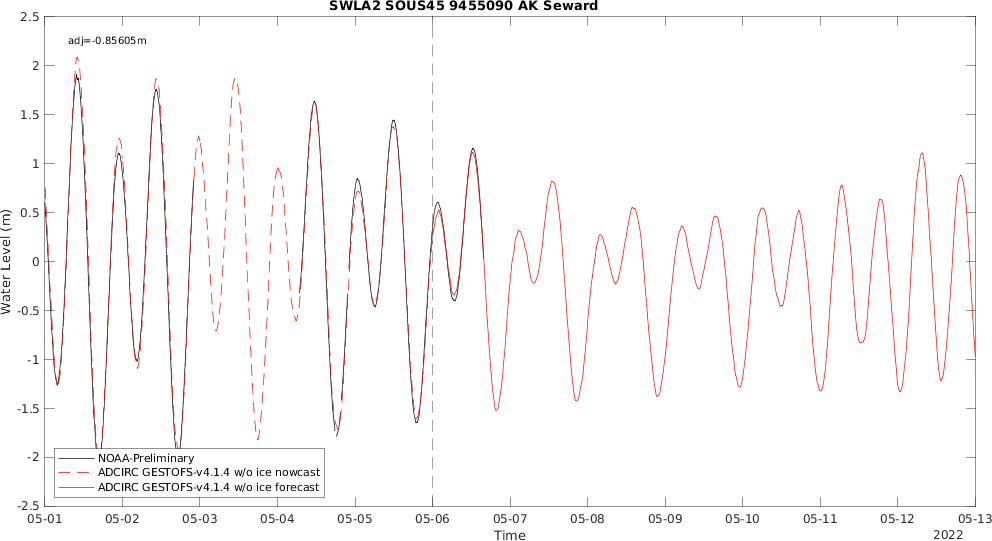 SWLA2 SOUS45 9455090 AK Seward
adj=-0.85605m
2.5
2
1.5
1
0.5
0
-0.5
-1
-1.5
-2
-2.5
Water Level (m)
NOAA-Preliminary
ADCIRC GESTOFS-v4.1.4 w/o ice nowcast
ADCIRC GESTOFS-v4.1.4 w/o ice forecast
05-01 05-02 05-03 05-04 05-05 05-06 05-07 05-08 05-09 05-10 05-11 05-12 05-13
Time
2022